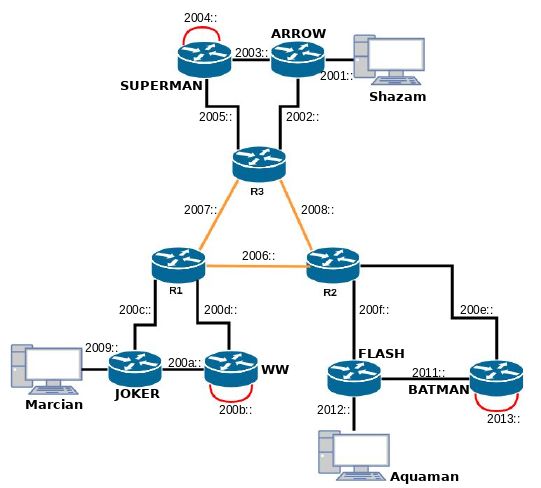 2004::
ARROW
2003::
SUPERMAN
2001::
Shazam
2005::
2002::
R3
2007::
2008::
2006::
R1
R2
200c::
200d::
200f::
200e::
2009::
FLASH
200a::
WW
2011::
JOKER
BATMAN
Marcian
200b::
2012::
2013::
Aquaman